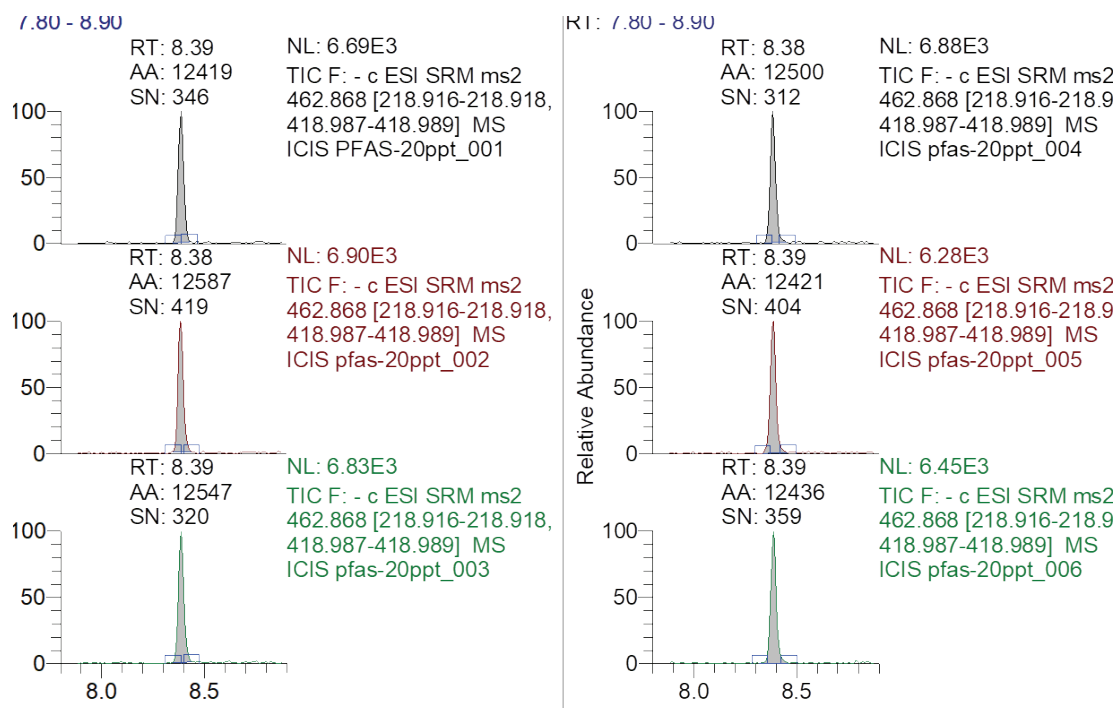 7.80 - 8.90
RT: 8.39
AA: 12419
SN: 346
NL: 6.69E3
TIC F: - c ESI SRM ms2
462.868 [218.916-218.918,
418.987-418.989] MS
ICIS PFAS-20ppt_001
100
50
0
RT: 8.38
AA: 12587
SN: 419
NL: 6.90E3
TIC F: - c ESI SRM ms2
462.868 [218.916-218.918,
418.987-418.989] MS
ICIS pfas-20ppt_002
100
50
0
RT: 8.39
AA: 12547
SN: 320
NL: 6.83E3
TIC F: - c ESI SRM ms2
462.868 [218.916-218.918,
418.987-418.989] MS
ICIS pfas-20ppt_003
100
50
0
8.0 8.5
RT: 7.80 - 8.90
Relative Abundance
RT: 8.38
AA: 12500
SN: 312
NL: 6.88E3
TIC F: - c ESI SRM ms2
462.868 [218.916-218.9
418.987-418.989] MS
ICIS pfas-20ppt_004
100
50
0
RT: 8.39
AA: 12421
SN: 404
NL: 6.28E3
TIC F: - c ESI SRM ms2
462.868 [218.916-218.9
418.987-418.989] MS
ICIS pfas-20ppt_005
100
50
0
RT: 8.39
AA: 12436
SN: 359
NL: 6.45E3
TIC F: - c ESI SRM ms2
462.868 [218.916-218.9
418.987-418.989] MS
ICIS pfas-20ppt_006
100
50
0
8.0 8.5